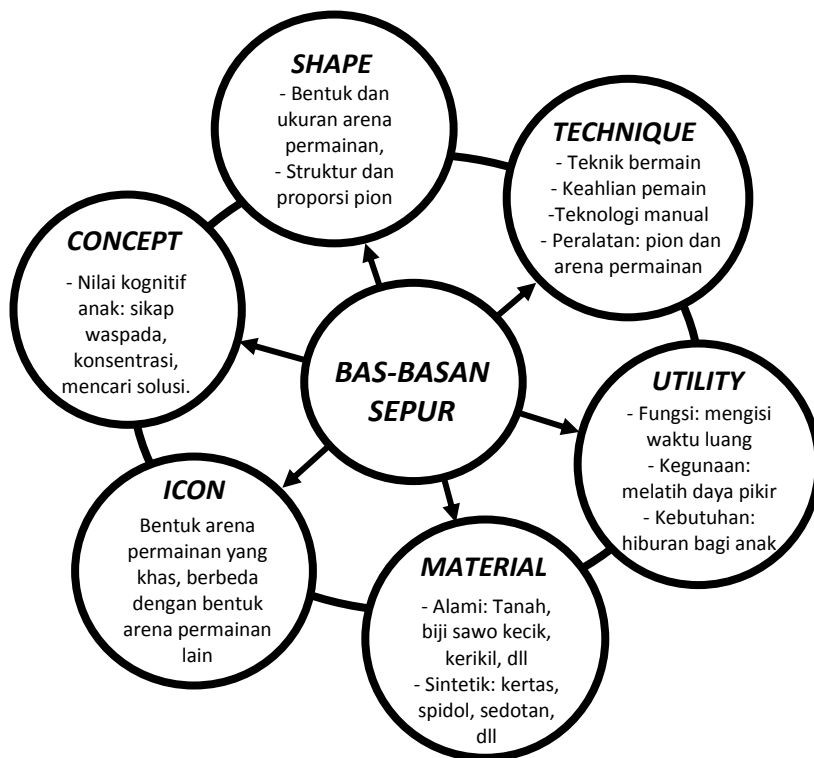 SHAPE
- Bentuk dan
ukuran arena
permainan,
- Struktur dan
proporsi pion
TECHNIQUE
- Teknik bermain
- Keahlian pemain
-Teknologi manual
- Peralatan: pion dan
arena permainan
CONCEPT
- Nilai kognitif
anak: sikap
waspada,
konsentrasi,
mencari solusi.
BAS-BASAN
SEPUR
UTILITY
- Fungsi: mengisi
waktu luang
- Kegunaan:
melatih daya pikir
- Kebutuhan:
hiburan bagi anak
ICON
Bentuk arena
permainan yang
khas, berbeda
dengan bentuk
arena permainan
lain
MATERIAL
- Alami: Tanah,
biji sawo kecik,
kerikil, dll
- Sintetik: kertas,
spidol, sedotan,
dll